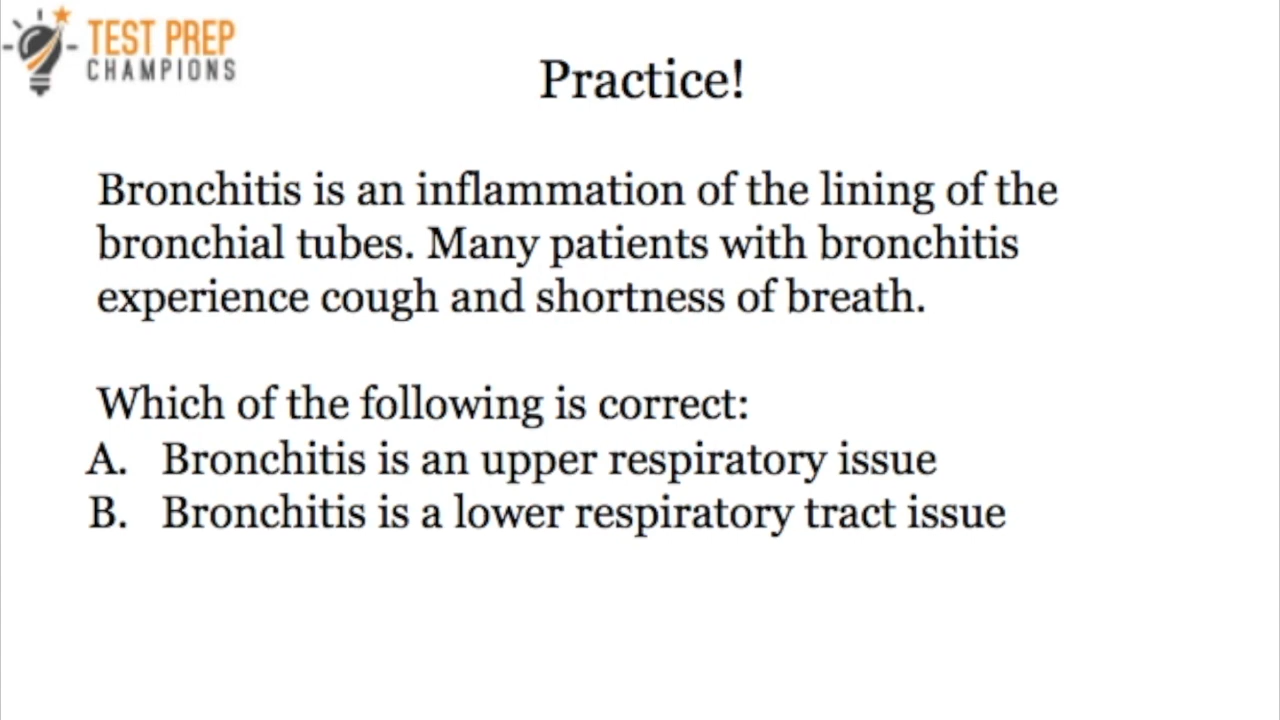 TEST PREP
CHAMPIONS
Practice!
Bronchitis is an inflammation of the lining of the
bronchial tubes. Many patients with bronchitis
experience cough and shortness of breath.
Which of the following is correct:
A. Bronchitis is an upper respiratory issue
B. Bronchitis is a lower respiratory tract issue